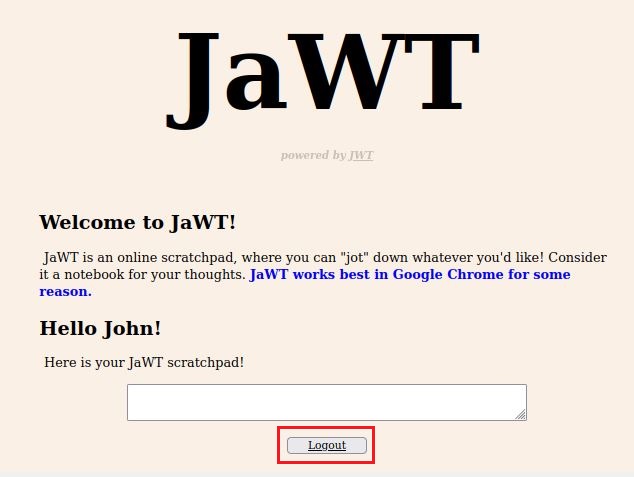 JaWT
powered by JWT
Welcome to JaWT!
JaWT is an online scratchpad, where you can "jot" down whatever you'd like! Consider
it a notebook for your thoughts. JaWT works best in Google Chrome for some
reason.
Hello John!
Here is your JaWT scratchpad!
Logout